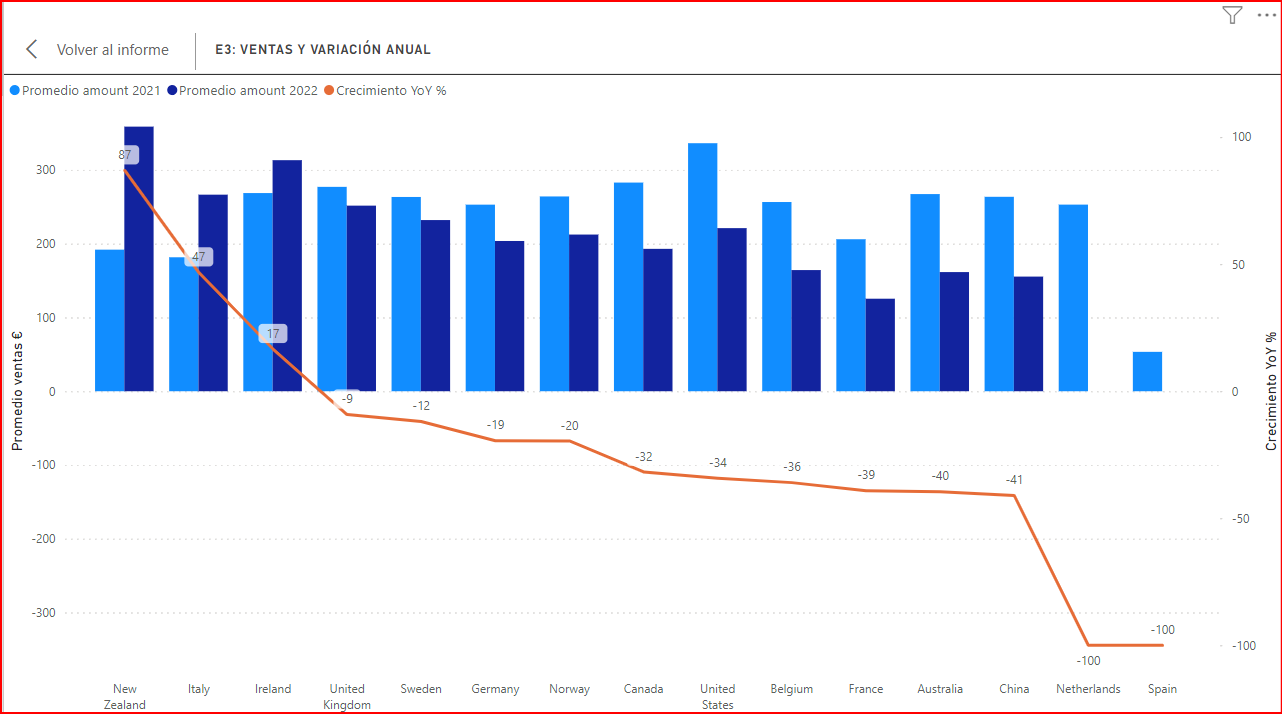 Volver al informe
E3: VENTAS Y VARIACIÓN ANUAL
Promedio amount 2021 Promedio amount 2022 Crecimiento YoY %
Promedio ventas €
300
200
100
0
-100
-200
-300
87
47
17
-9
-12
-19
-20
-32
-34
-36
-39
-40
-41
-100
-100
100
50
0
-50
-100
Crecimiento YoY %
New Zealand
Italy
Ireland
United Kingdom
Sweden
Germany
Norway
Canada
United States
Belgium
France
Australia
China
Netherlands
Spain